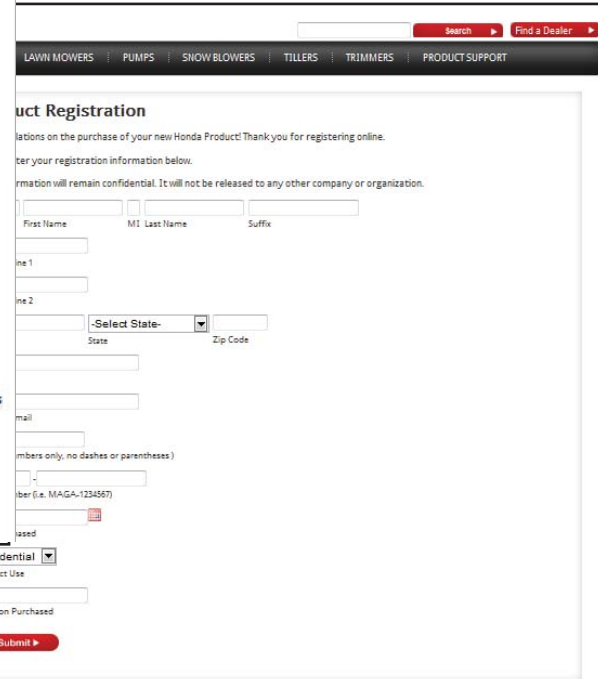 Search Find a Dealer
LAWN MOWERS PUMPS SNOW BLOWERS TILLERS TRIMMERS PRODUCT SUPPORT
uct Registration
lations on the purchase of your new Honda Product! Thank you for registering online.
ter your registration information below.
rmation will remain confidential. It will not be released to any other company or organization.
First Name MI Last Name Suffix
ine 1
ine 2
-Select State-
State Zip Code
s
mail
umbers only, no dashes or parentheses )
-
ber (i.e. MAGA-1234567)
ased
dential
ct Use
on Purchased
Submit